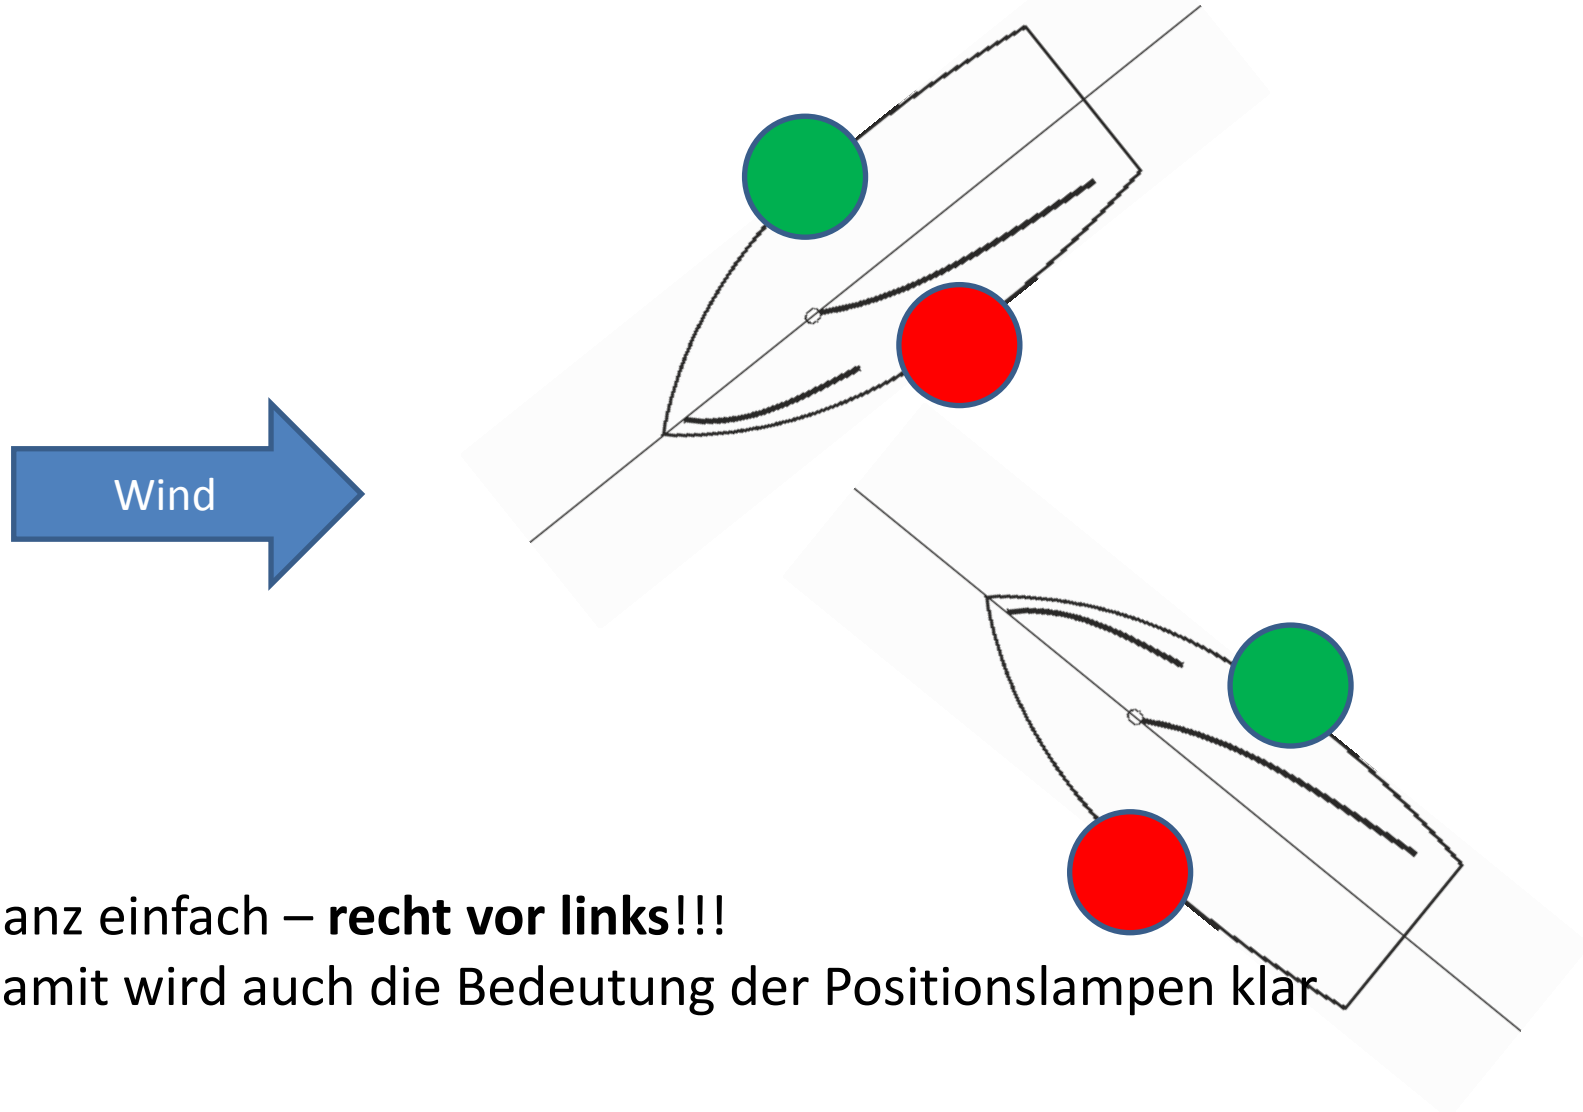 Wind
anz einfach – recht vor links!!!
amit wird auch die Bedeutung der Positionslampen klar